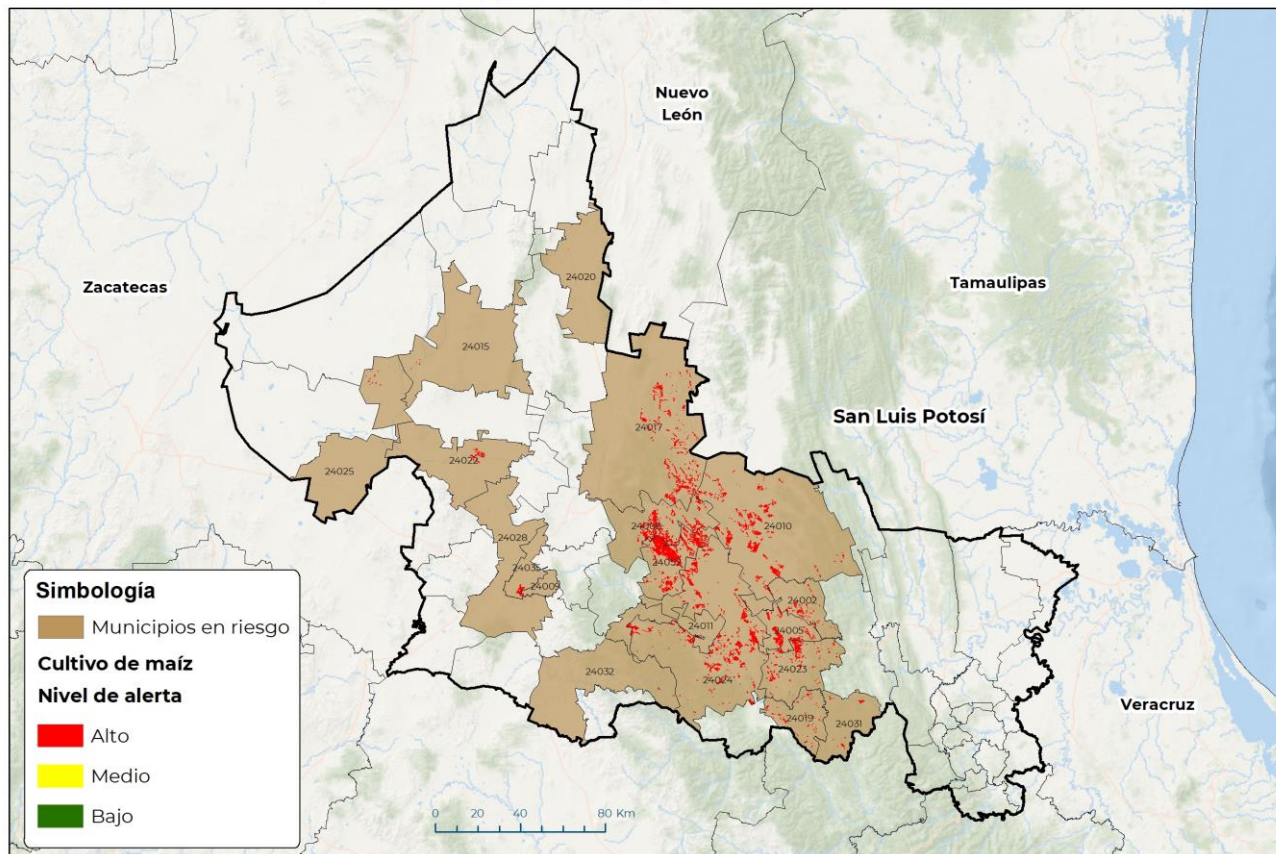 Nuevo
León
Zacatecas
Tamaulipas
San Luis Potosí
Veracruz
24020
24015
24017
24022
24025
24010
24028
24035
24009
24002
24011
24005
24032
24023
24019
24031
Simbología
Municipios en riesgo
Cultivo de maíz
Nivel de alerta
Alto
Medio
Bajo
0 20 40 80 Km